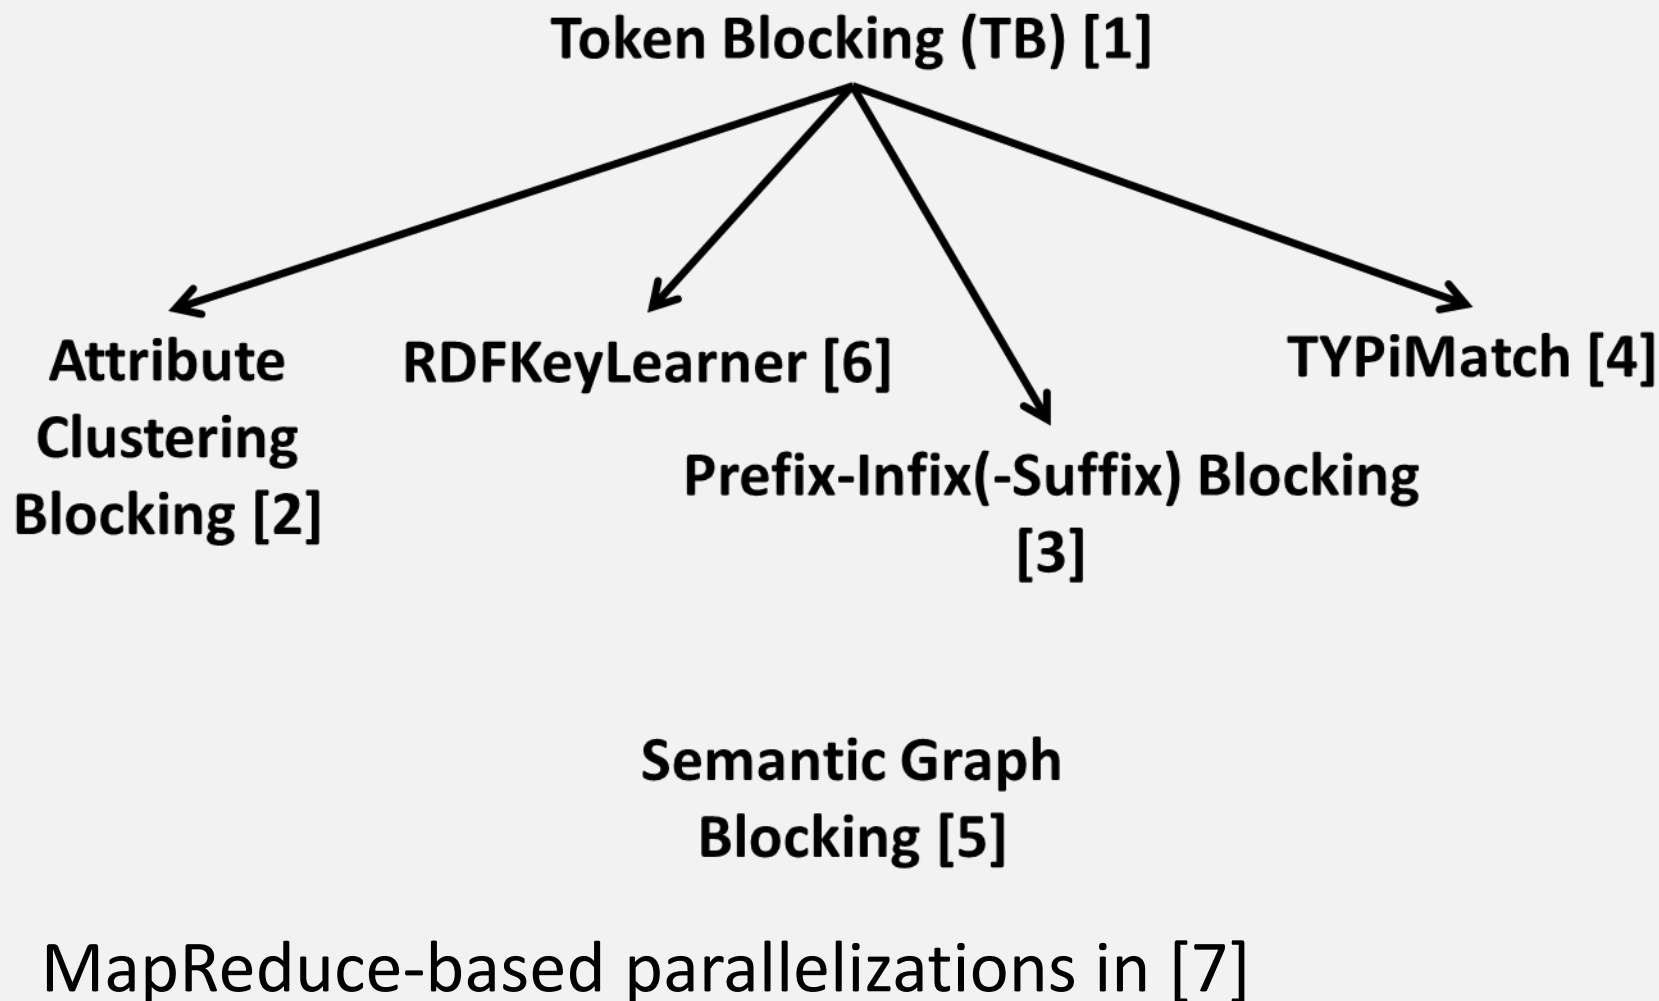 Token Blocking (TB) [1]
Attribute
Clustering
Blocking [2]
RDFKeyLearner [6]
Prefix-Infix(-Suffix) Blocking
[3]
TYPiMatch [4]
Semantic Graph
Blocking [5]
MapReduce-based parallelizations in [7]